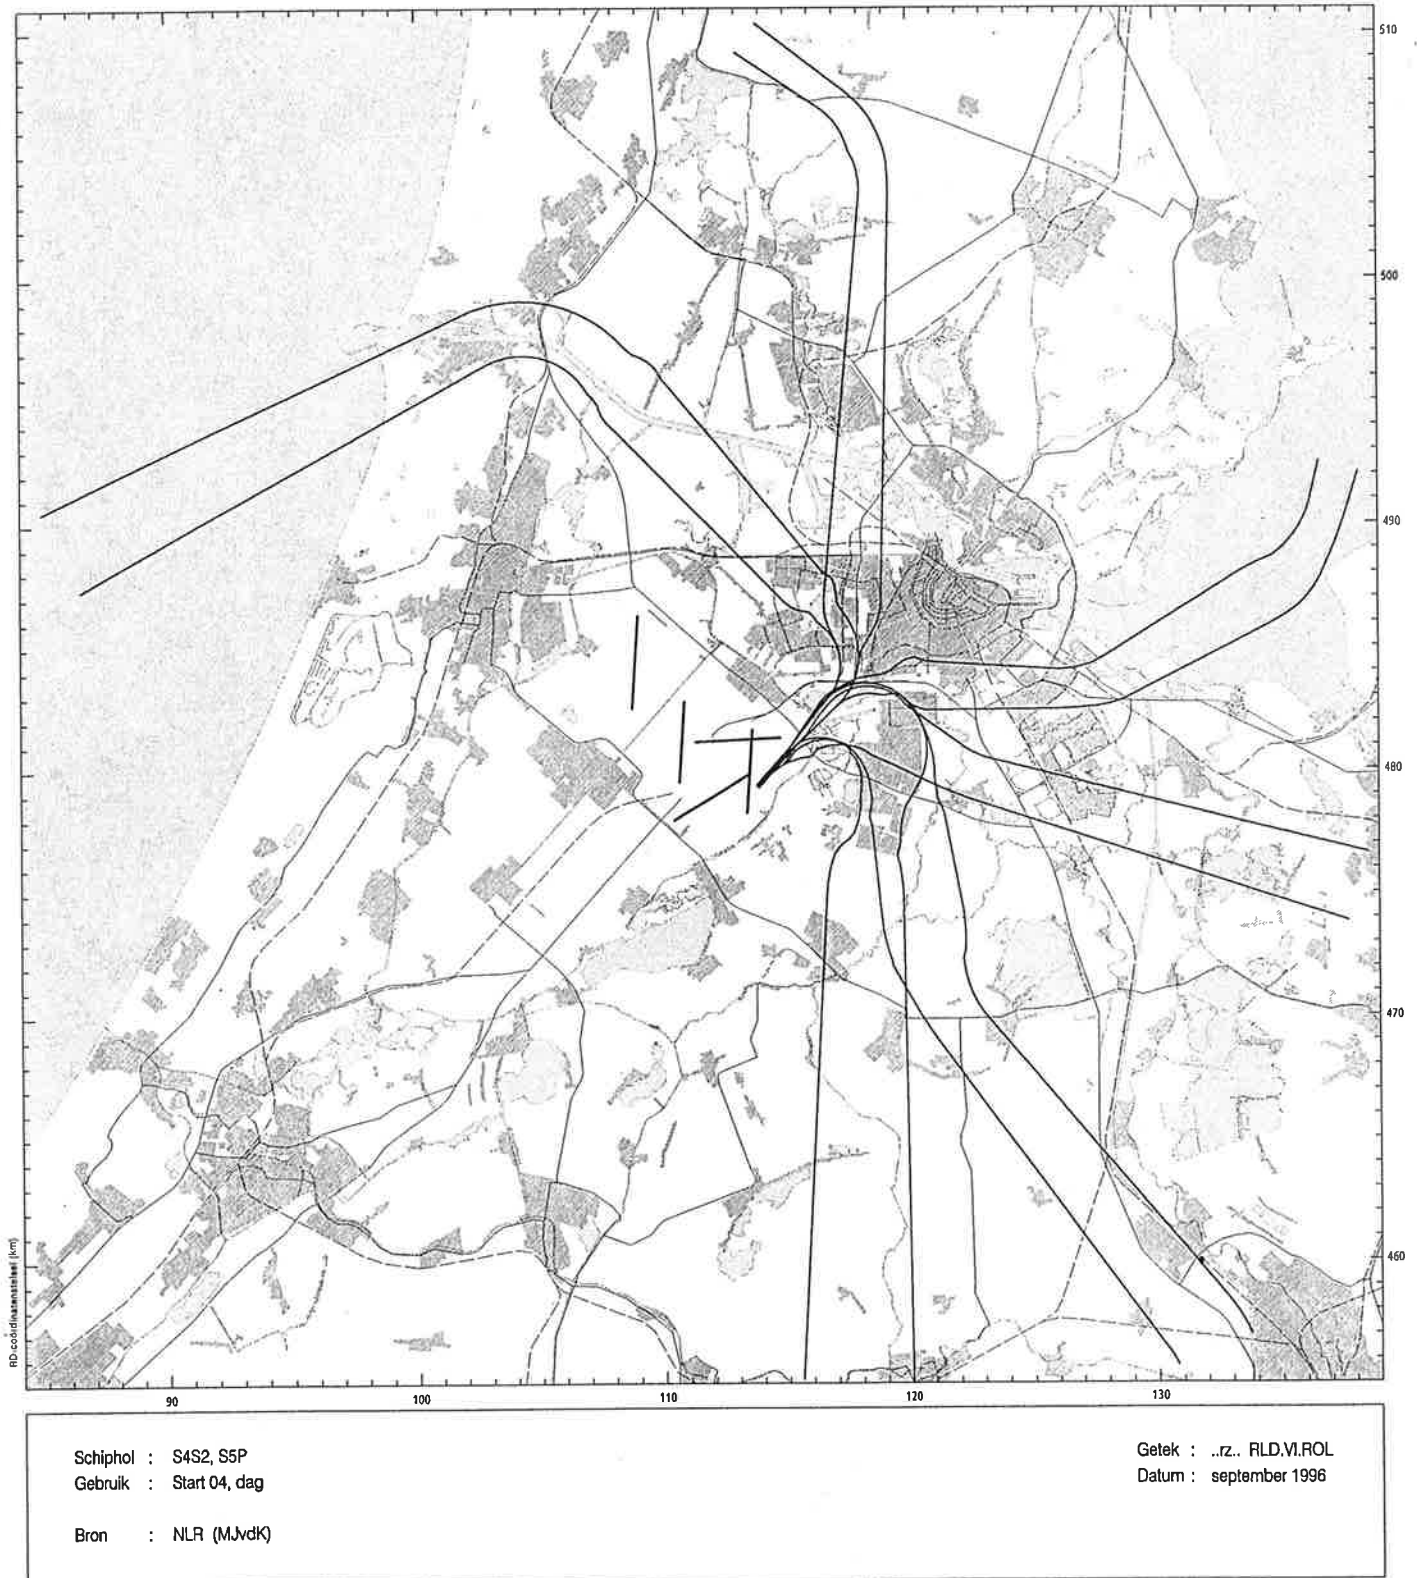 510
500
490
480
470
460
RD-coördinatenstelsel (km)
90
100
110
120
130
Schiphol : S4S2, S5P
Gebruik : Start 04, dag
Bron : NLR (MJvdK)
Getek : ..rz.. RLD.VI.ROL
Datum : september 1996